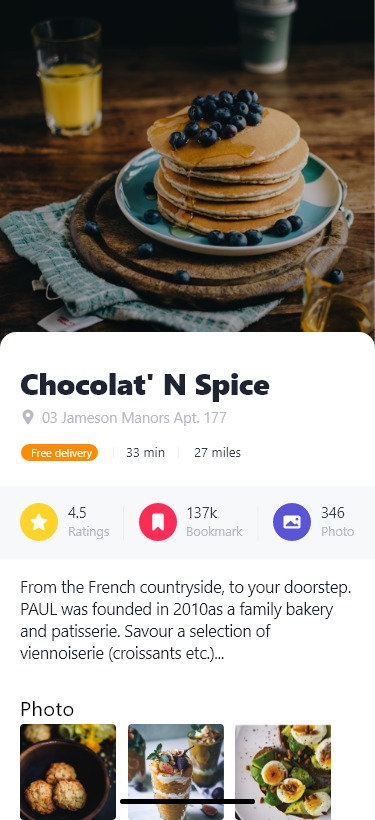 Chocolat' N Spice
03 Jameson Manors Apt. 177
Free delivery
33 min
27 miles
4.5
Ratings
137k
Bookmark
346
Photo
From the French countryside, to your doorstep.
PAUL was founded in 2010as a family bakery
and patisserie. Savour a selection of
viennoiserie (croissants etc.)...
Photo